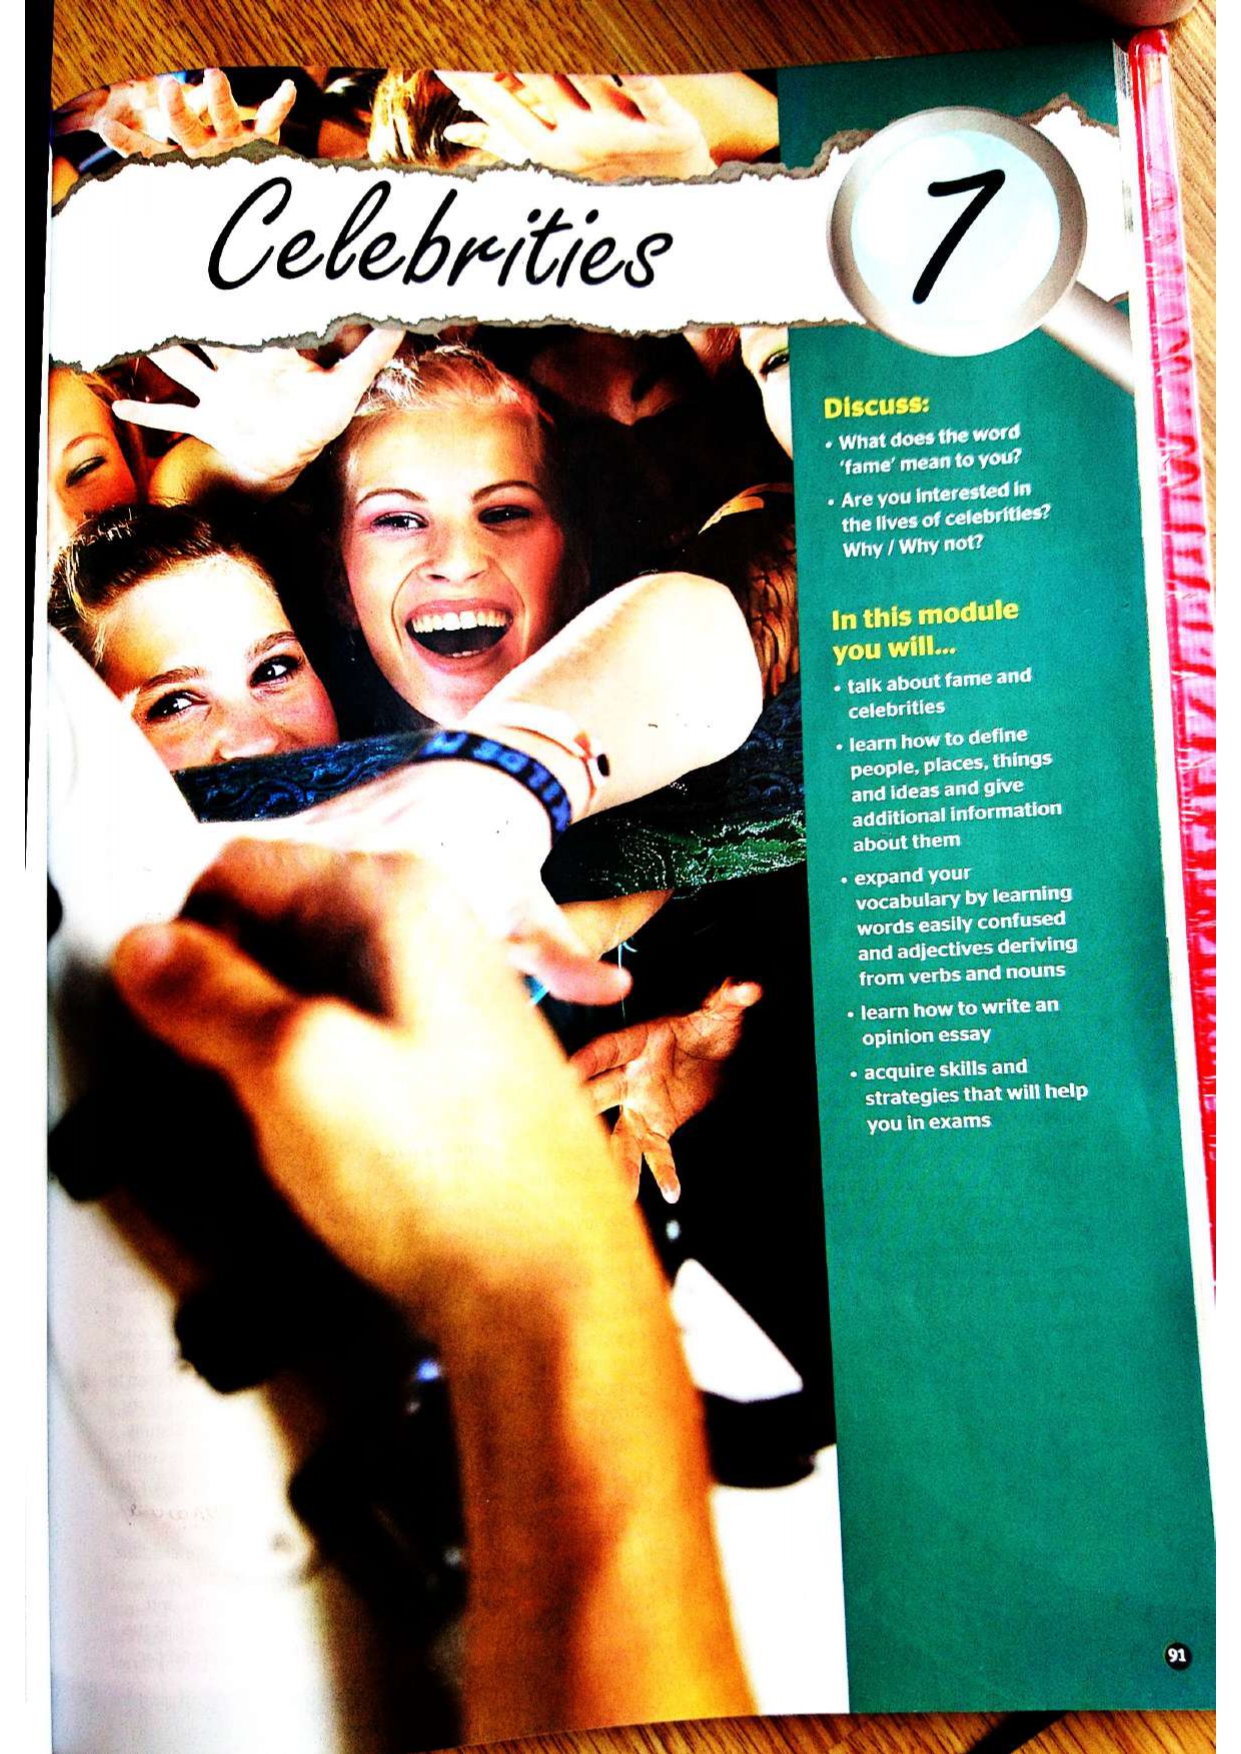 Celebrities
7
Discuss:
• What does the word
'fame' mean to you?
• Are you interested in
the lives of celebrities?
Why / Why not?
In this module
you will...
• talk about fame and
celebrities
• learn how to define
people, places, things
and ideas and give
additional information
about them
• expand your
vocabulary by learning
words easily confused
and adjectives deriving
from verbs and nouns
• learn how to write an
opinion essay
• acquire skills and
strategies that will help
you in exams
91